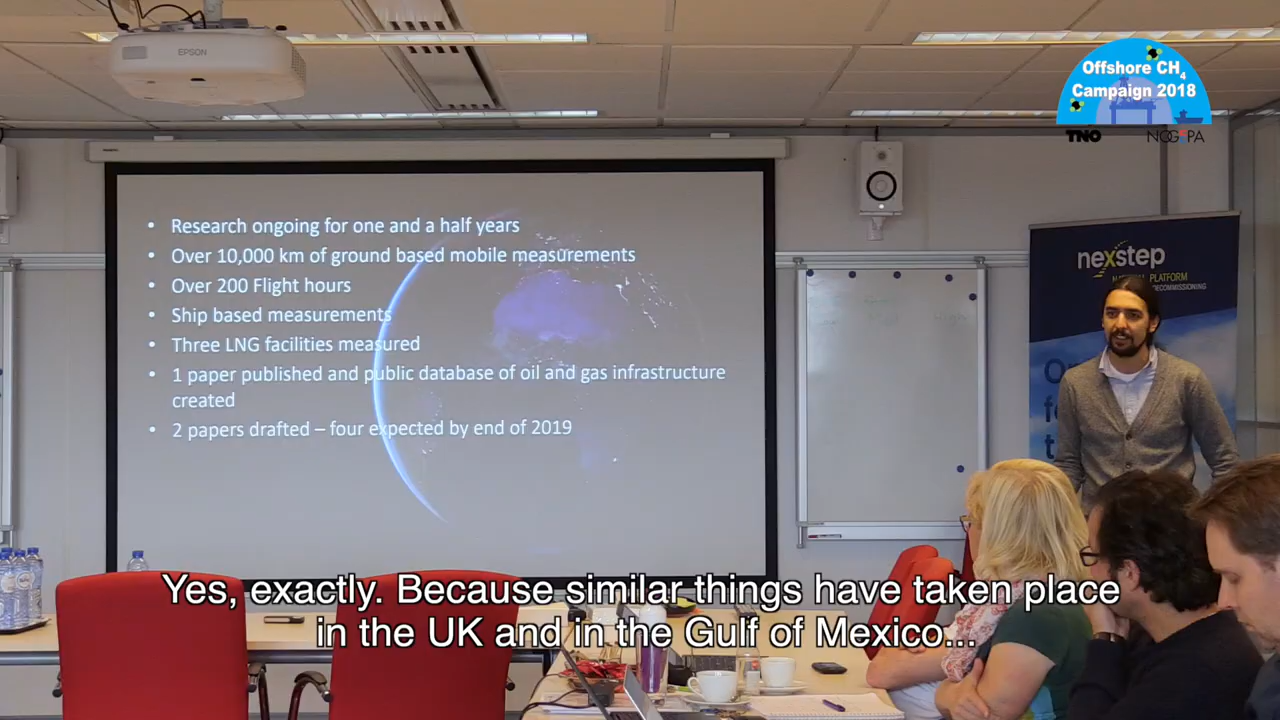 EPSON
Offshore CH4
Campaign 2018
TNO
NOGEPA
• Research ongoing for one and a half years
• Over 10,000 km of ground based mobile measurements
• Over 200 Flight hours
• Ship based measurements
• Three LNG facilities measured
• 1 paper published and public database of oil and gas infrastructure
created
• 2 papers drafted – four expected by end of 2019
nexstep
PLATFORM
Yes, exactly. Because similar things have taken place
in the UK and in the Gulf of Mexico...